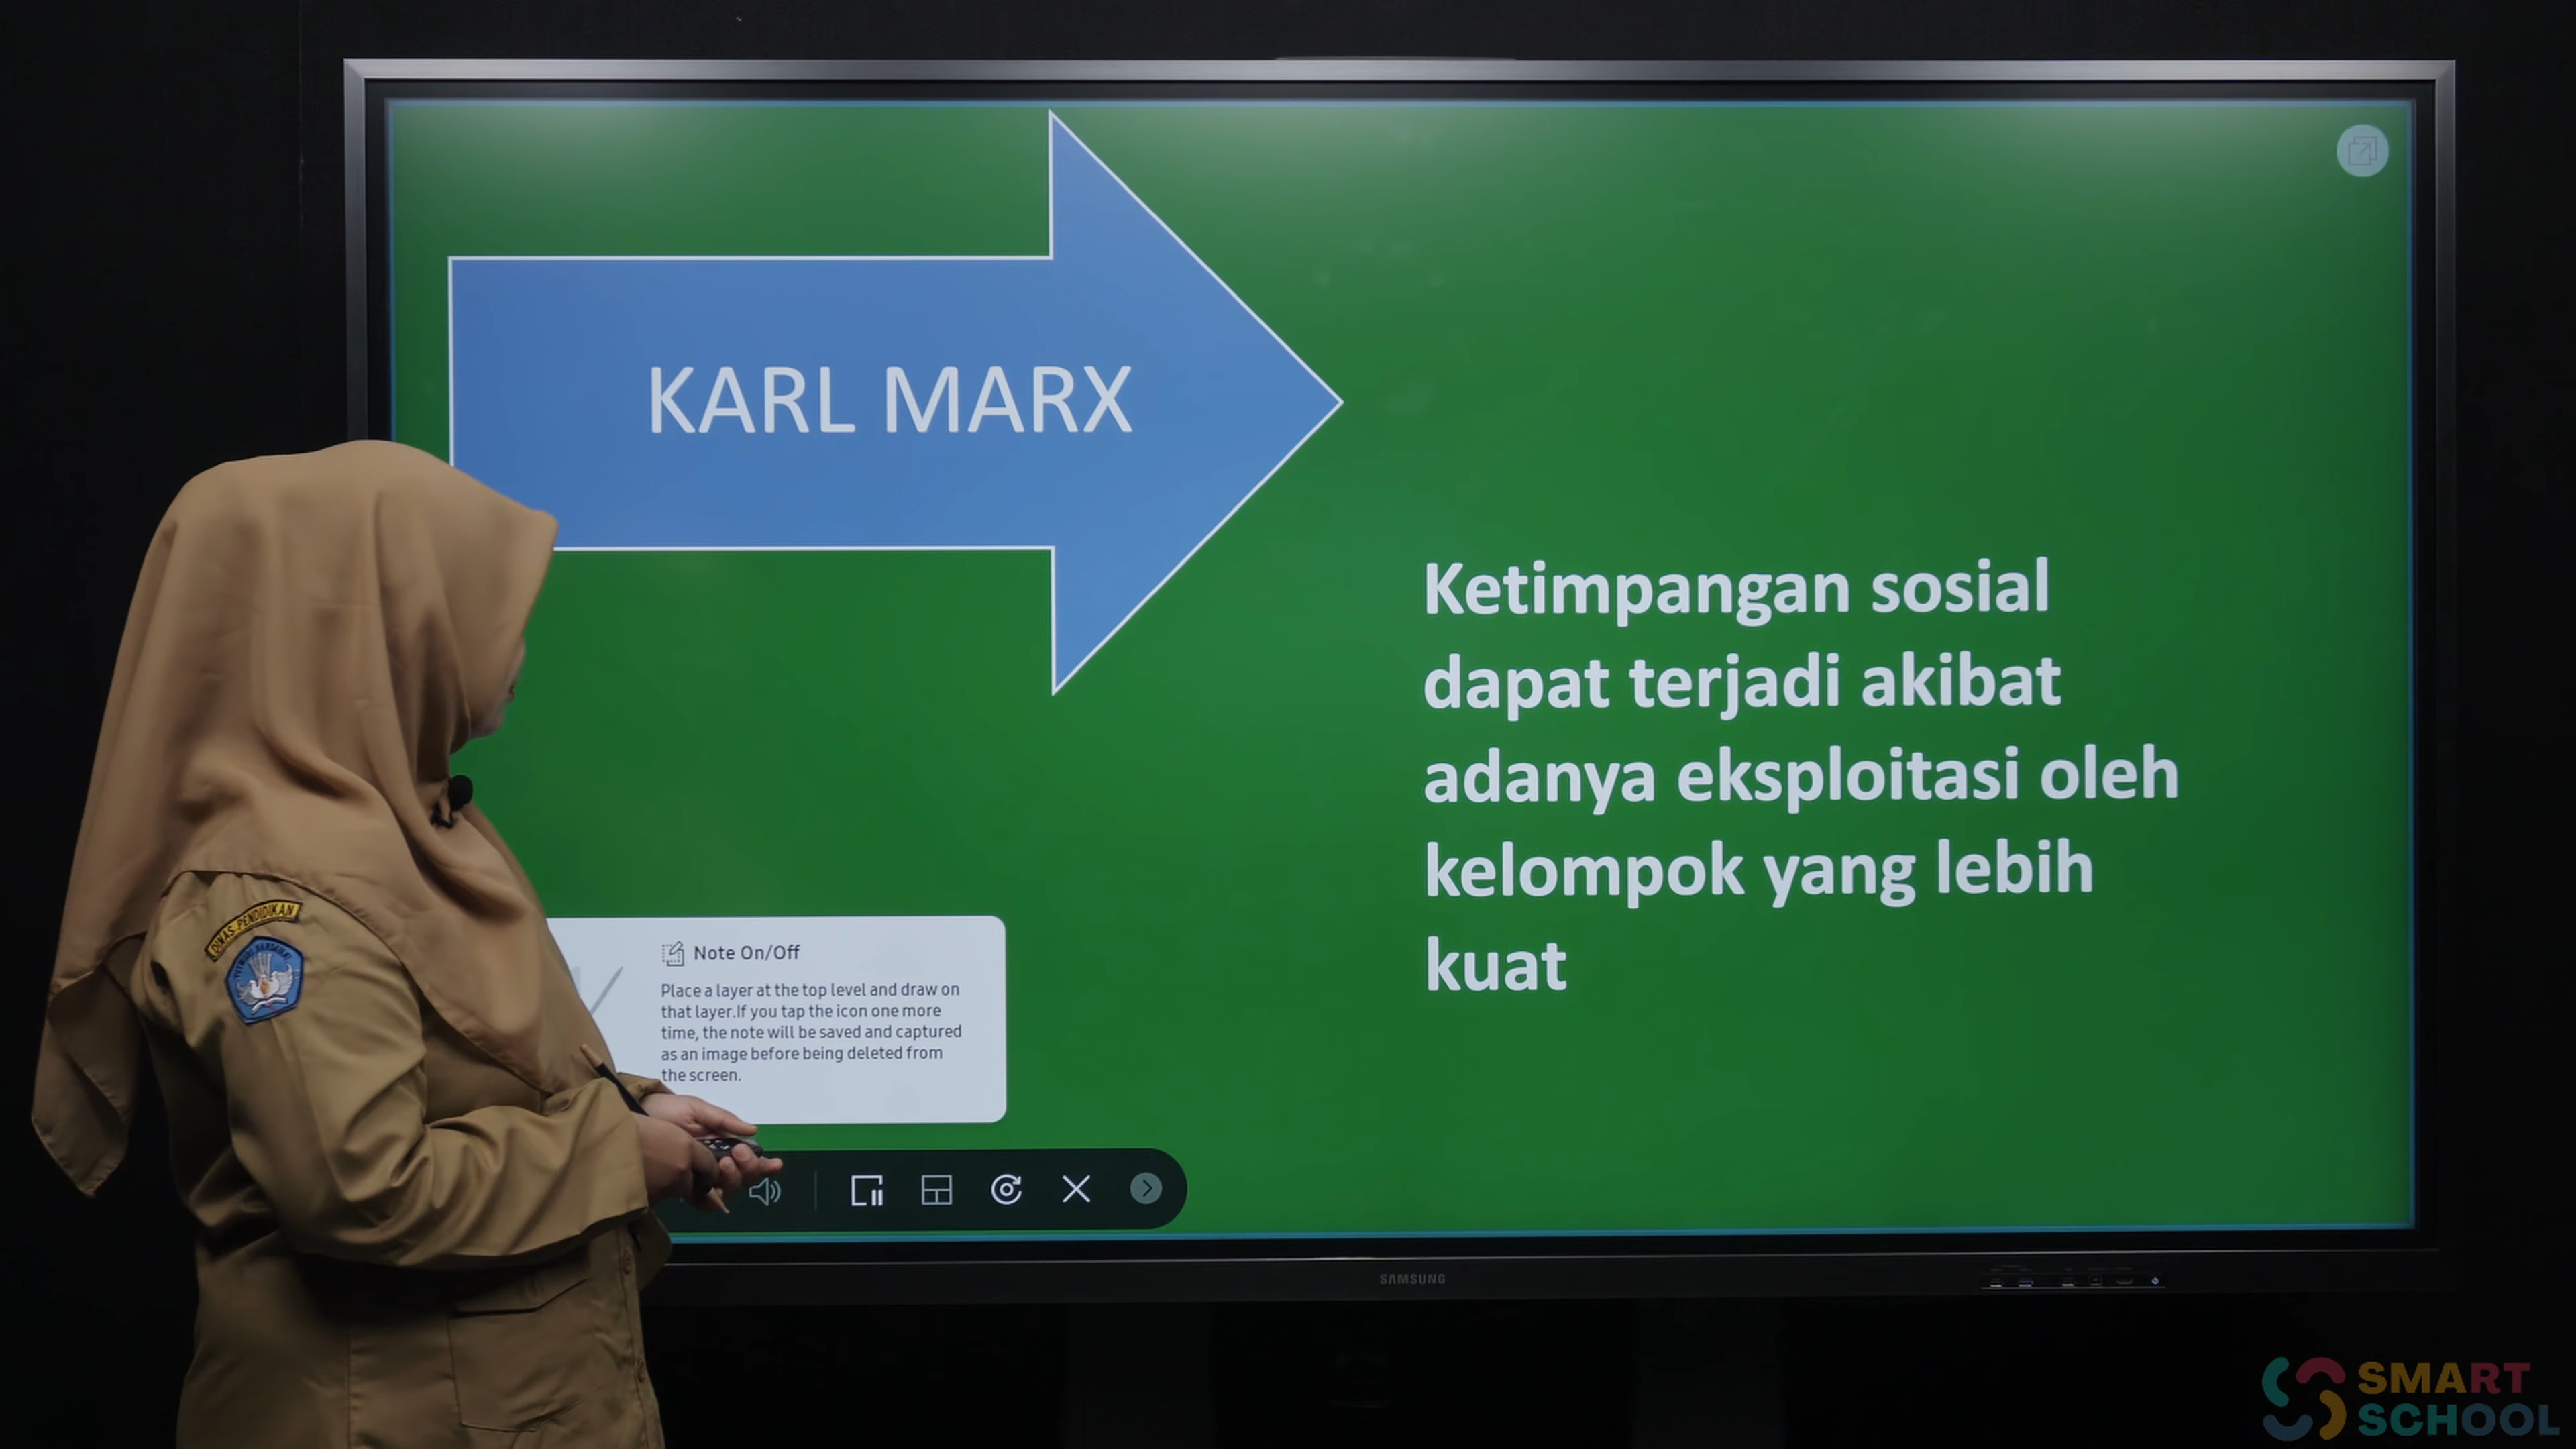 KARL MARX
Ketimpangan sosial
dapat terjadi akibat
adanya eksploitasi oleh
kelompok yang lebih
kuat
Note On/Off
Place a layer at the top level and draw on
that layer.If you tap the icon one more
time, the note will be saved and captured
as an image before being deleted from
the screen.
DINAS PENDIDIKAN
SAMSUNG
SMART
SCHOOL